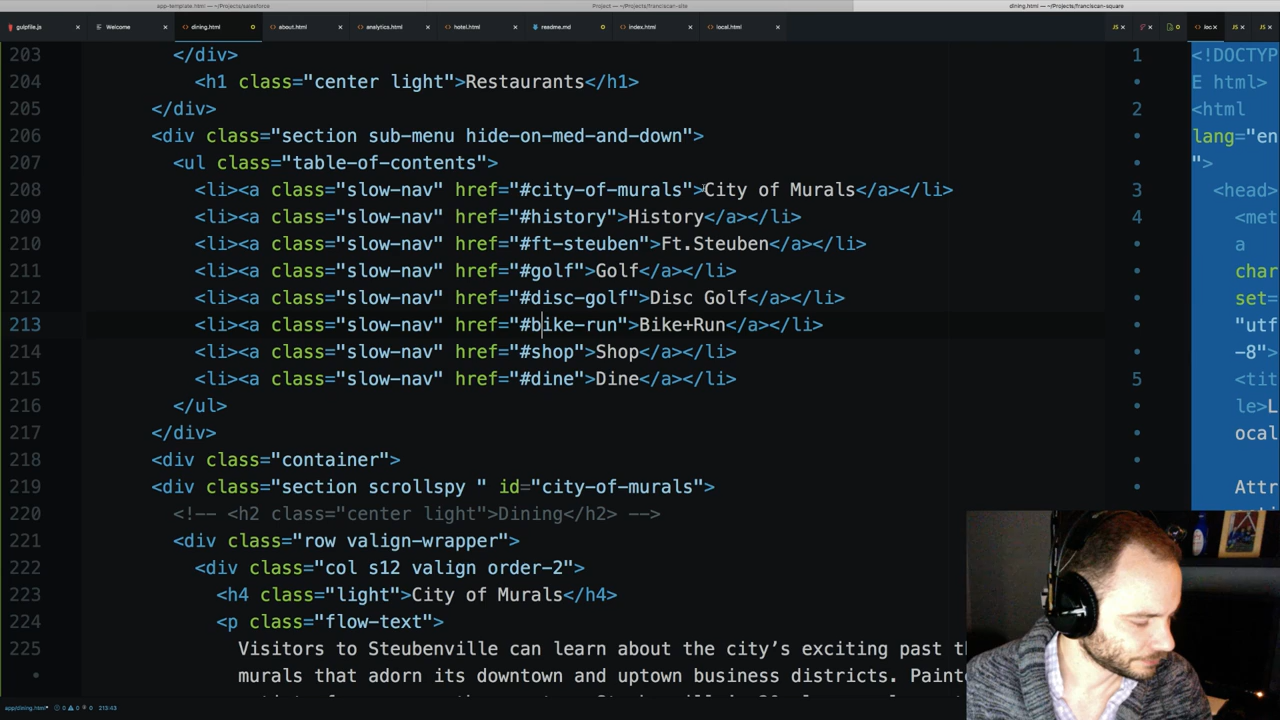 app-template.html — ~/Projects/salesforce
Project — ~/Projects/franciscan-site
dining.html — ~/Projects/franciscan-square
gulpfile.js
Welcome
dining.html
about.html
analytics.html
hotel.html
readme.md
index.html
local.html
203 </div>
204 <h1 class="center light">Restaurants</h1>
205 </div>
206 <div class="section sub-menu hide-on-med-and-down">
207 <ul class="table-of-contents">
208 <li><a class="slow-nav" href="#city-of-murals">City of Murals</a></li>
209 <li><a class="slow-nav" href="#history">History</a></li>
210 <li><a class="slow-nav" href="#ft-steuben">Ft.Steuben</a></li>
211 <li><a class="slow-nav" href="#golf">Golf</a></li>
212 <li><a class="slow-nav" href="#disc-golf">Disc Golf</a></li>
213 <li><a class="slow-nav" href="#bike-run">Bike+Run</a></li>
214 <li><a class="slow-nav" href="#shop">Shop</a></li>
215 <li><a class="slow-nav" href="#dine">Dine</a></li>
216 </ul>
217 </div>
218 <div class="container">
219 <div class="section scrollspy " id="city-of-murals">
220 <!-- <h2 class="center light">Dining</h2> -->
221 <div class="row valign-wrapper">
222 <div class="col s12 valign order-2">
223 <h4 class="light">City of Murals</h4>
224 <p class="flow-text">
225 Visitors to Steubenville can learn about the city’s exciting past
murals that adorn its downtown and uptown business districts.
1 <!DOCTYP
E html>
2 <html
lang="en
">
3 <head>
4 <met
a
char
set=
"utf
-8">
5 <tit
le>L
ocal
Attr
app/dining.html* 0 0 0 213:43